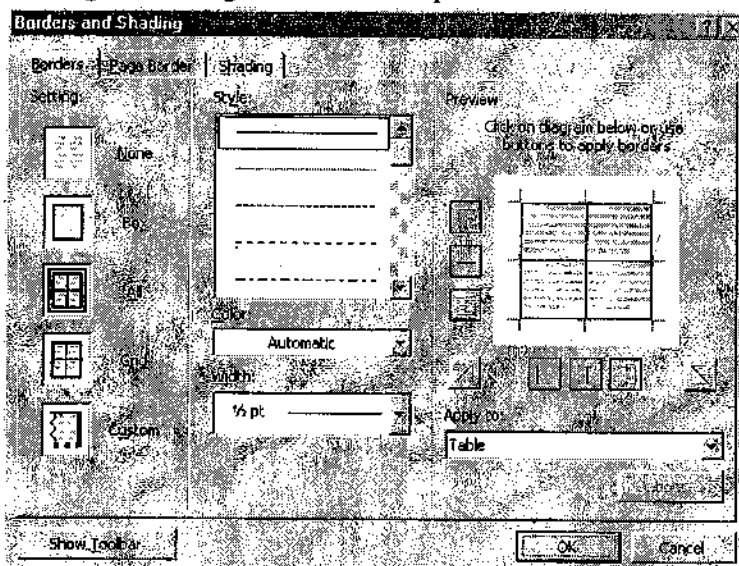 Borders and Shading
Borders
Page Border
Shading
Setting:
Style:
Preview
Click on diagram below or use
buttons to apply borders
None
Box
All
Grid
Custom
Color:
Automatic
Width:
½ pt
Apply to:
Table
Show Toolbar
OK
Cancel